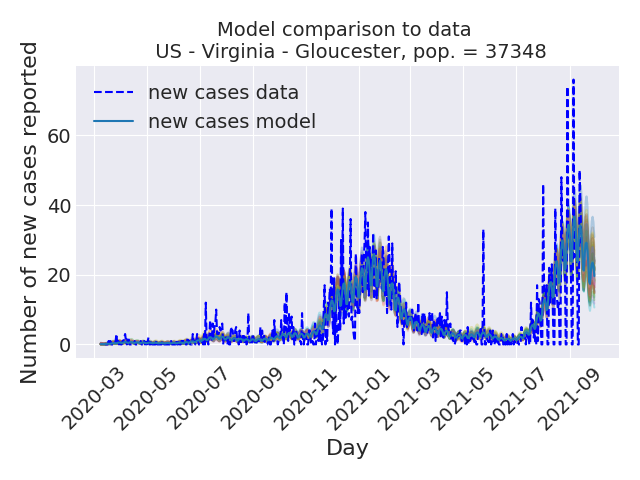 Model comparison to data
US - Virginia - Gloucester, pop. = 37348
Number of new cases reported
new cases data
new cases model
60
40
20
0
2020-03
2020-05
2020-07
2020-09
2020-11
2021-01
2021-03
2021-05
2021-07
2021-09
Day